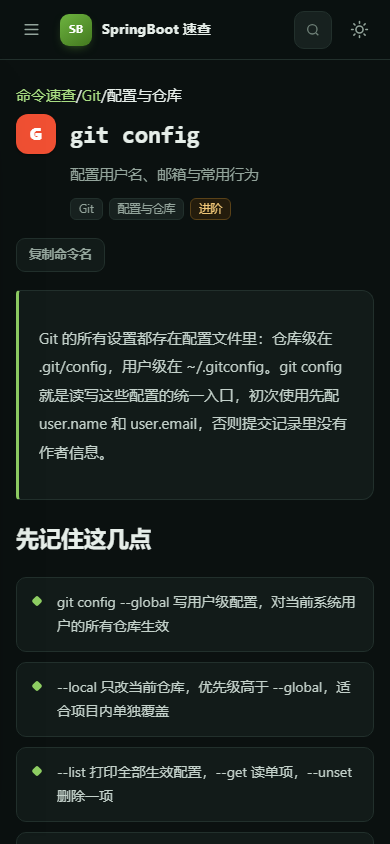 SB SpringBoot 速查
命令速查/Git/配置与仓库
G git config
配置用户名、邮箱与常用行为
Git 配置与仓库 进阶
复制命令名
Git 的所有设置都存在配置文件里：仓库级在
.git/config，用户级在 ~/.gitconfig。git config
就是读写这些配置的统一入口，初次使用先配
user.name 和 user.email，否则提交记录里没有
作者信息。
先记住这几点
git config --global 写用户级配置，对当前系统用
户的所有仓库生效
--local 只改当前仓库，优先级高于 --global，适
合项目内单独覆盖
--list 打印全部生效配置，--get 读单项，--unset
删除一项